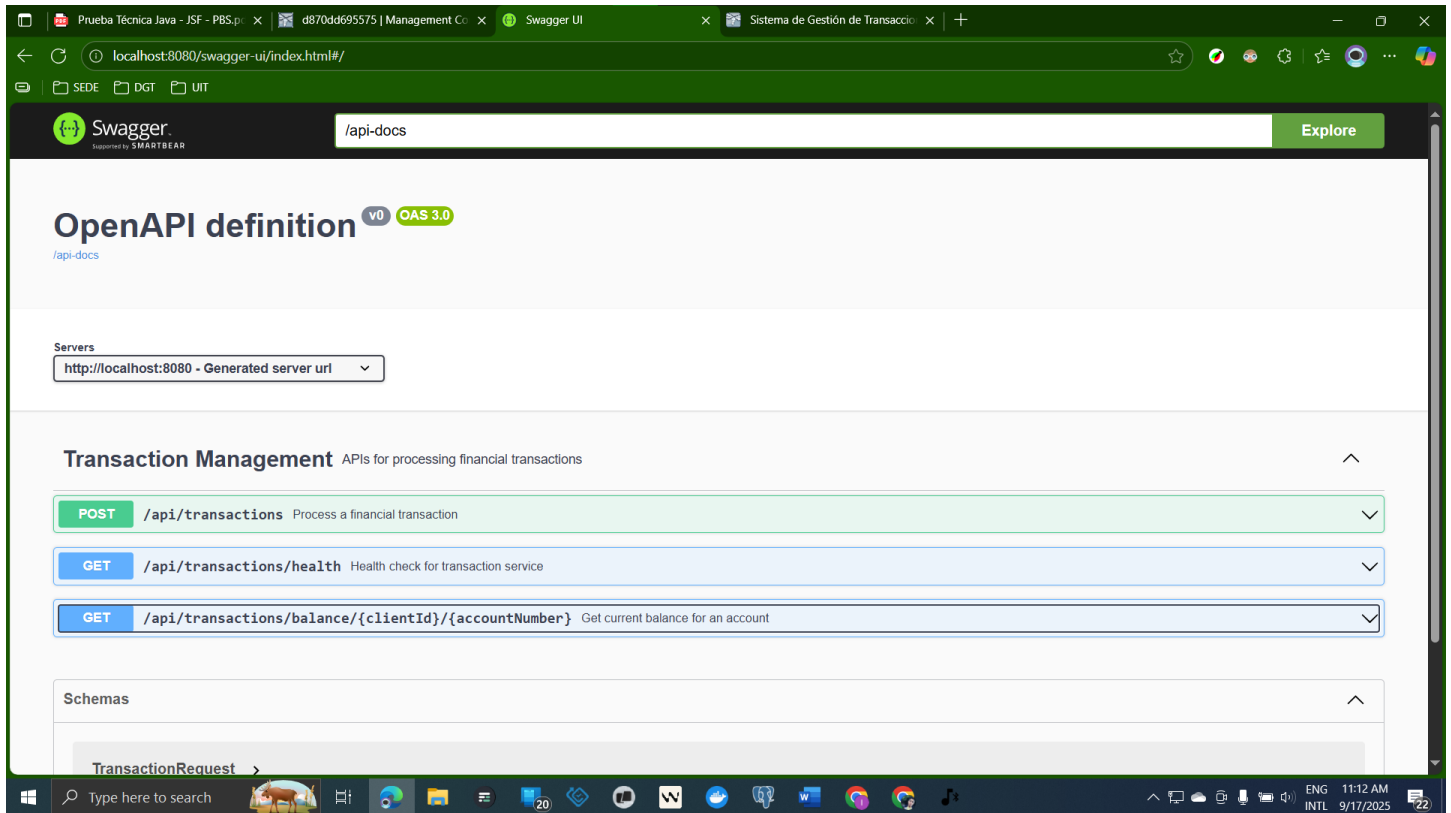 Prueba Técnica Java - JSF - PBS.pd
d870dd695575 | Management Co
Swagger UI
Sistema de Gestión de Transaccion
localhost:8080/swagger-ui/index.html#/
SEDE DGT UIT
Swagger
Supported by SMARTBEAR
/api-docs
Explore
OpenAPI definition v0 OAS 3.0
/api-docs
Servers
http://localhost:8080 - Generated server url
Transaction Management APIs for processing financial transactions
POST /api/transactions Process a financial transaction
GET /api/transactions/health Health check for transaction service
GET /api/transactions/balance/{clientId}/{accountNumber} Get current balance for an account
Schemas
TransactionRequest
Type here to search
20
ENG 11:12 AM
INTL 9/17/2025
22